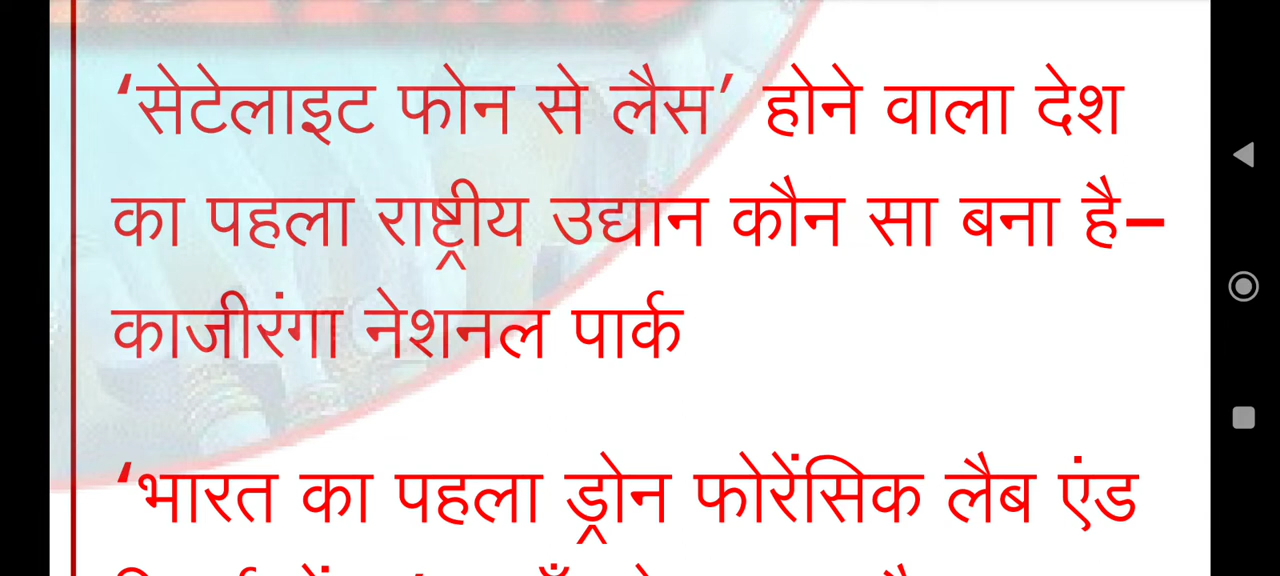 ‘सेटेलाइट फोन से लैस’ होने वाला देश
का पहला राष्ट्रीय उद्यान कौन सा बना है–
काजीरंगा नेशनल पार्क
‘भारत का पहला ड्रोन फोरेंसिक लैब एंड